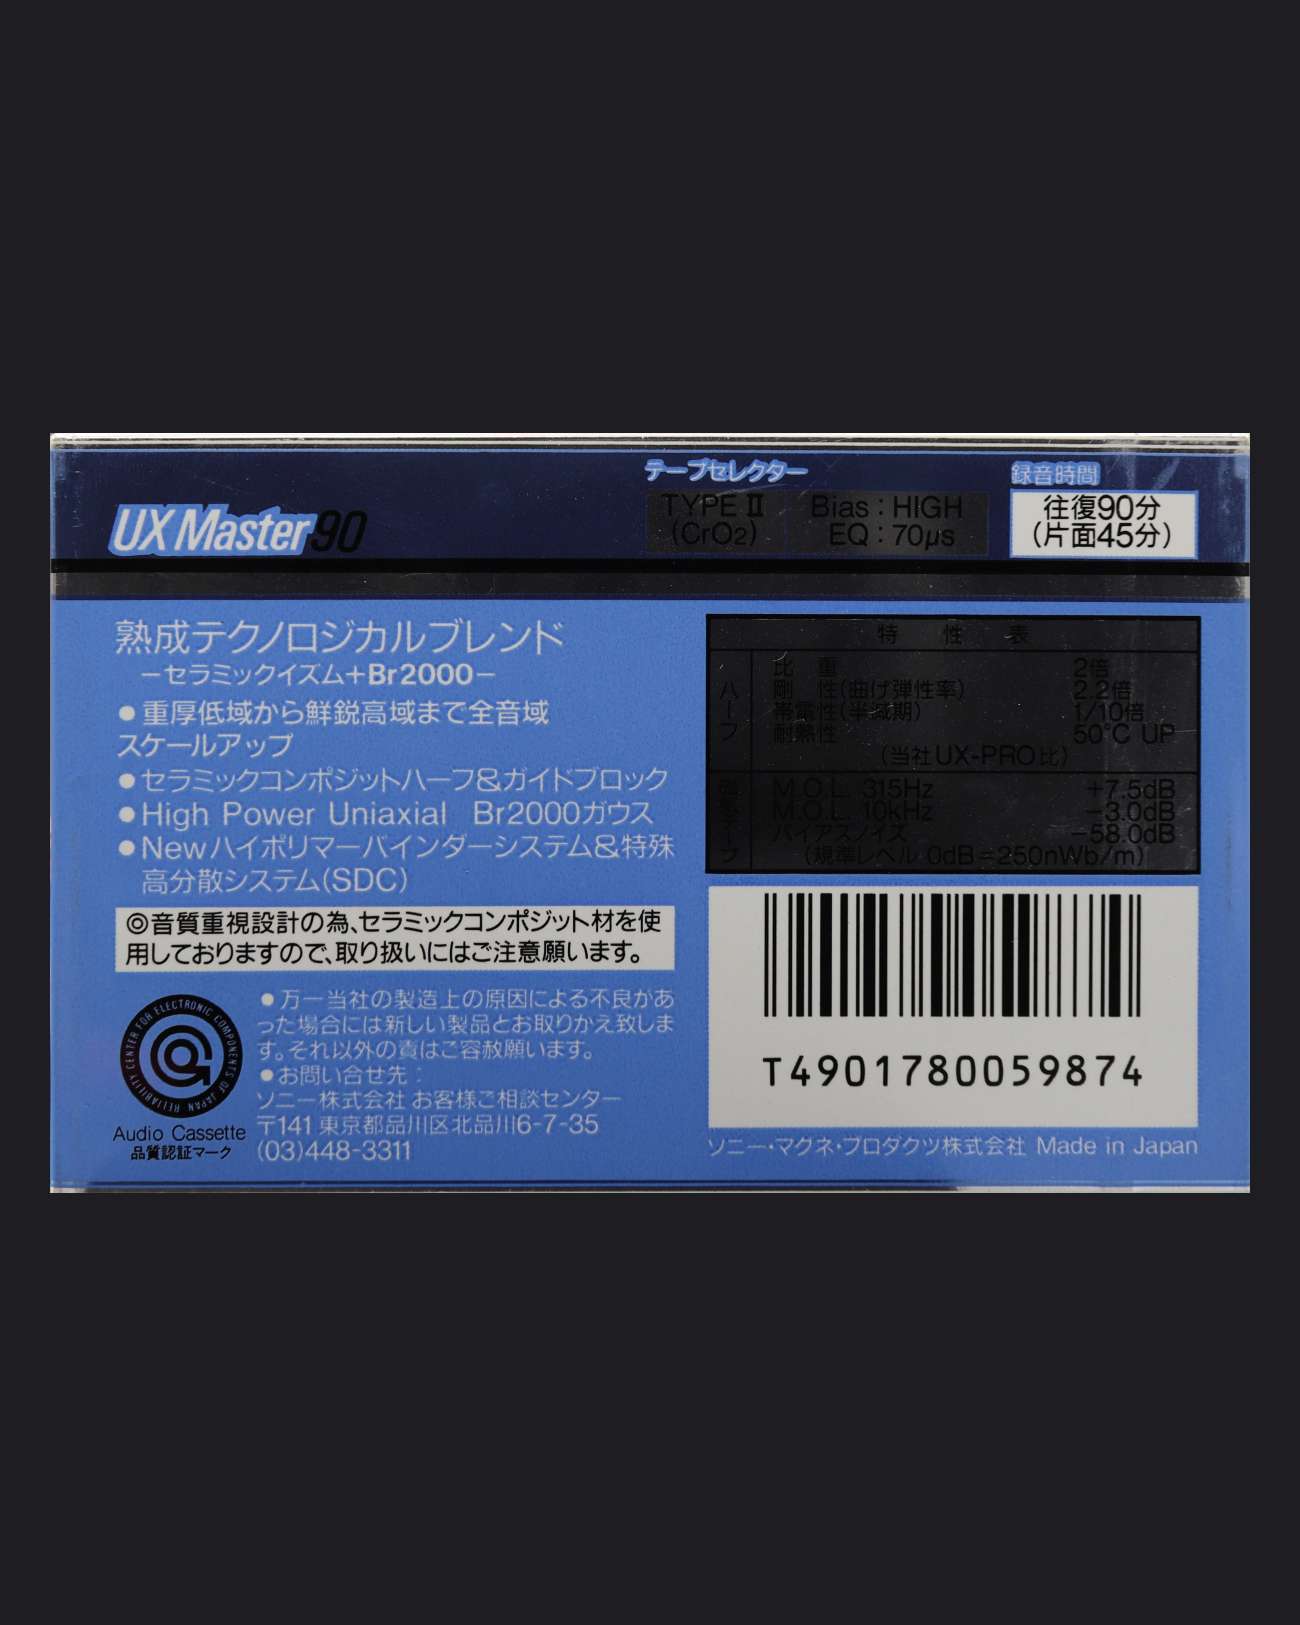 UX Master 90
テープセレクター
TYPE II
(CrO2)
Bias : HIGH
EQ : 70μs
録音時間
往復90分
(片面45分)
熟成テクノロジカルブレンド
−セラミックイズム+Br2000−
●重厚低域から鮮鋭高域まで全音域
スケールアップ
●セラミックコンポジットハーフ&ガイドブロック
●High Power Uniaxial Br2000ガウス
●Newハイポリマーバインダーシステム&特殊
高分散システム(SDC)
◎音質重視設計の為、セラミックコンポジット材を使
用しておりますので、取り扱いにはご注意願います。
RELIABILITY CENTER FOR ELECTRONIC COMPONENTS OF JAPAN
Audio Cassette
品質認証マーク
●万一当社の製造上の原因による不良があ
った場合には新しい製品とお取りかえ致しま
す。それ以外の責はご容赦願います。
●お問い合せ先:
ソニー株式会社 お客様ご相談センター
〒141 東京都品川区北品川6-7-35
(03)448-3311
特 性 表
ハーフ
比 重 2倍
剛 性(曲げ弾性率) 2.2倍
帯電性(半減期) 1/10倍
耐熱性 50℃ UP
(当社UX-PRO比)
M.O.L. 315Hz +7.5dB
M.O.L. 10kHz −3.0dB
バイアスノイズ −58.0dB
(規準レベル 0dB=250nWb/m)
T4901780059874
ソニー・マグネ・プロダクツ株式会社 Made in Japan